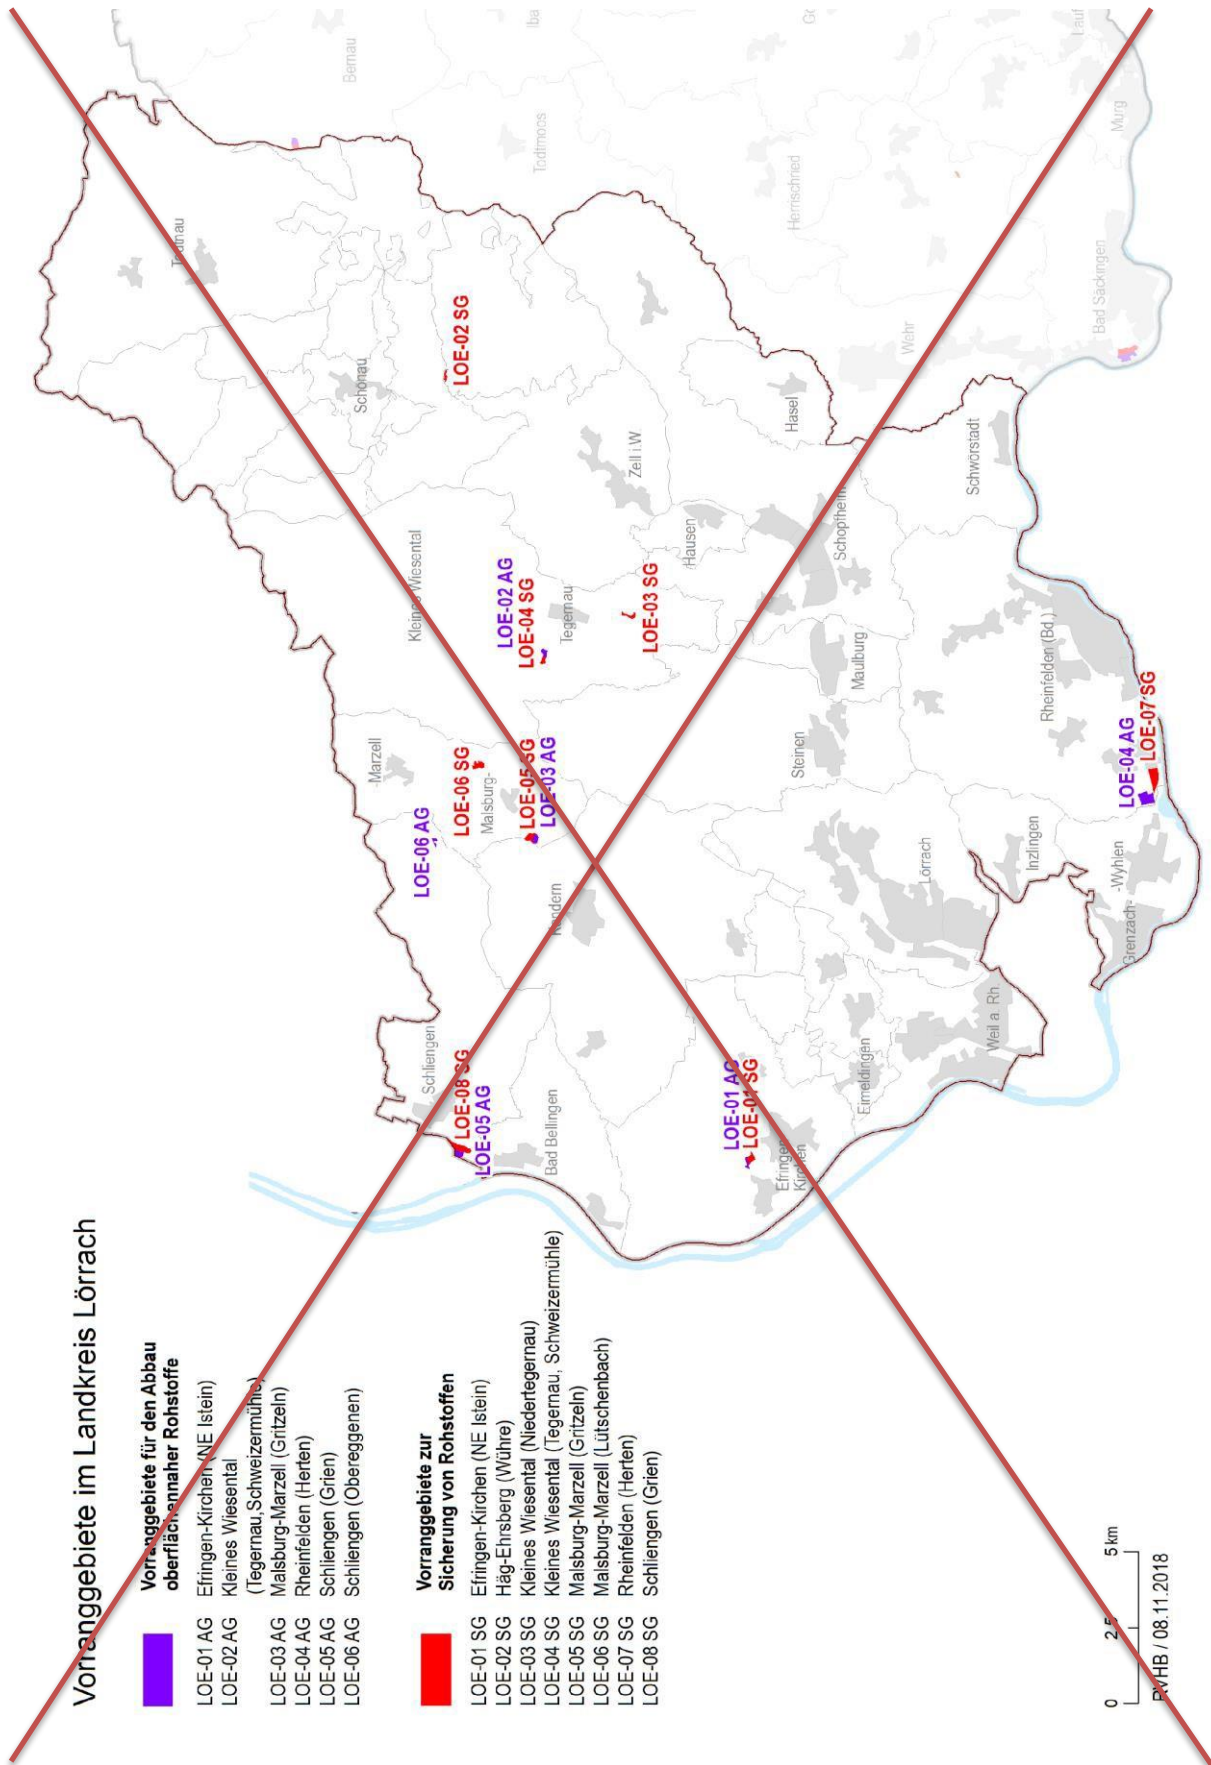 Vorranggebiete im Landkreis Lörrach
Vorranggebiete für den Abbau
oberflächennaher Rohstoffe
LOE-01 AG Efringen-Kirchen (NE Istein)
LOE-02 AG Kleines Wiesental
(Tegernau,Schweizermühle)
LOE-03 AG Malsburg-Marzell (Gritzeln)
LOE-04 AG Rheinfelden (Herten)
LOE-05 AG Schliengen (Grien)
LOE-06 AG Schliengen (Obereggenen)
Vorranggebiete zur
Sicherung von Rohstoffen
LOE-01 SG Efringen-Kirchen (NE Istein)
LOE-02 SG Häg-Ehrsberg (Wühre)
LOE-03 SG Kleines Wiesental (Niedertegernau)
LOE-04 SG Kleines Wiesental (Tegernau, Schweizermühle)
LOE-05 SG Malsburg-Marzell (Gritzeln)
LOE-06 SG Malsburg-Marzell (Lütschenbach)
LOE-07 SG Rheinfelden (Herten)
LOE-08 SG Schliengen (Grien)
0 2,5 5 km
RVHB / 08.11.2018
Schliengen
LOE-08 SG
LOE-05 AG
Bad Bellingen
LOE-01 AG
LOE-01 SG
Efringen-
Kirchen
Eimeldingen
Weil a. Rh.
Lörrach
Inzlingen
Grenzach-
-Wyhlen
Kandern
LOE-06 AG
-Marzell
LOE-06 SG
Malsburg-
LOE-05 SG
LOE-03 AG
Steinen
Maulburg
LOE-04 AG
LOE-07 SG
Rheinfelden (Bd.)
Kleines Wiesental
LOE-02 AG
LOE-04 SG
Tegernau
LOE-03 SG
Hausen
Schopfheim
Schwörstadt
Zell i.W.
Hasel
Schönau
LOE-02 SG
Todtnau
Wehr
Bad Säckingen
Bernau
Todtmoos
Herrischried
Murg
Iba
Lauf